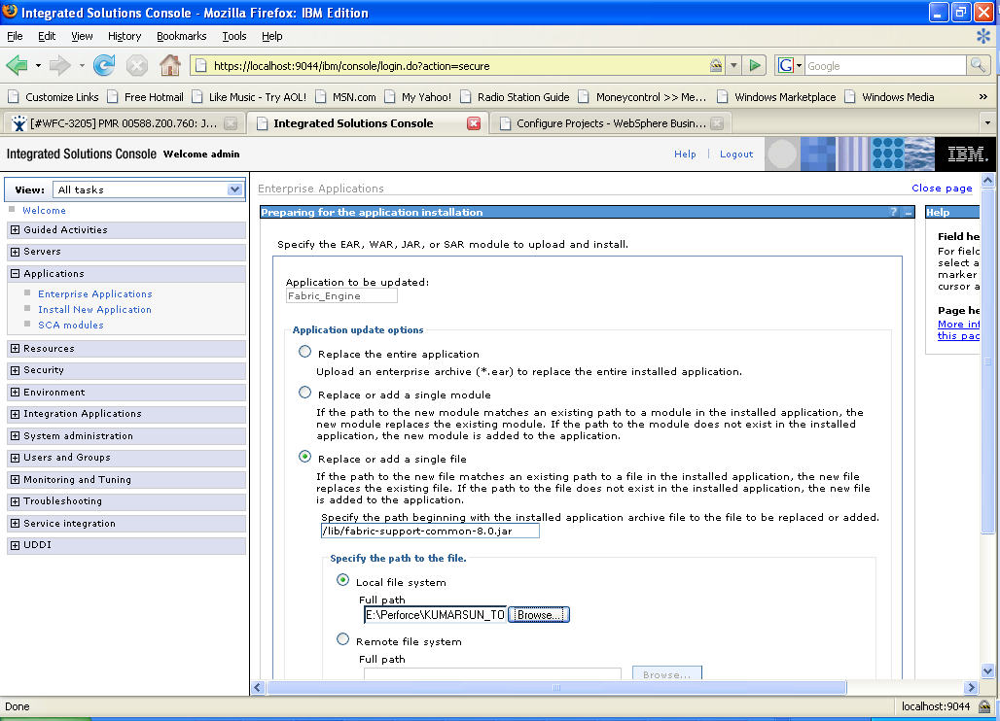 Integrated Solutions Console - Mozilla Firefox: IBM Edition
File Edit View History Bookmarks Tools Help
https://localhost:9044/ibm/console/login.do?action=secure
G Google
Customize Links Free Hotmail Like Music - Try AOL! MSN.com My Yahoo! Radio Station Guide Moneycontrol >> Me... Windows Marketplace Windows Media »
[#WFC-3205] PMR 00588.Z00.760: J... Integrated Solutions Console Configure Projects - WebSphere Busin...
Integrated Solutions Console Welcome admin Help | Logout IBM.
View: All tasks
Welcome
Guided Activities
Servers
Applications
Enterprise Applications
Install New Application
SCA modules
Resources
Security
Environment
Integration Applications
System administration
Users and Groups
Monitoring and Tuning
Troubleshooting
Service integration
UDDI
Enterprise Applications
Close page
Preparing for the application installation ? _
Specify the EAR, WAR, JAR, or SAR module to upload and install.
Application to be updated:
Fabric_Engine
Application update options
Replace the entire application
Upload an enterprise archive (*.ear) to replace the entire installed application.
Replace or add a single module
If the path to the new module matches an existing path to a module in the installed application, the
new module replaces the existing module. If the path to the module does not exist in the installed
application, the new module is added to the application.
Replace or add a single file
If the path to the new file matches an existing path to a file in the installed application, the new file
replaces the existing file. If the path to the file does not exist in the installed application, the new file
is added to the application.
Specify the path beginning with the installed application archive file to the file to be replaced or added.
/lib/fabric-support-common-8.0.jar
Specify the path to the file.
Local file system
Full path
E:\Perforce\KUMARSUN_TO Browse...
Remote file system
Full path
Browse...
Help
Field he
For field
select a
marker
cursor a
Page he
More inf
this pag
Done localhost:9044